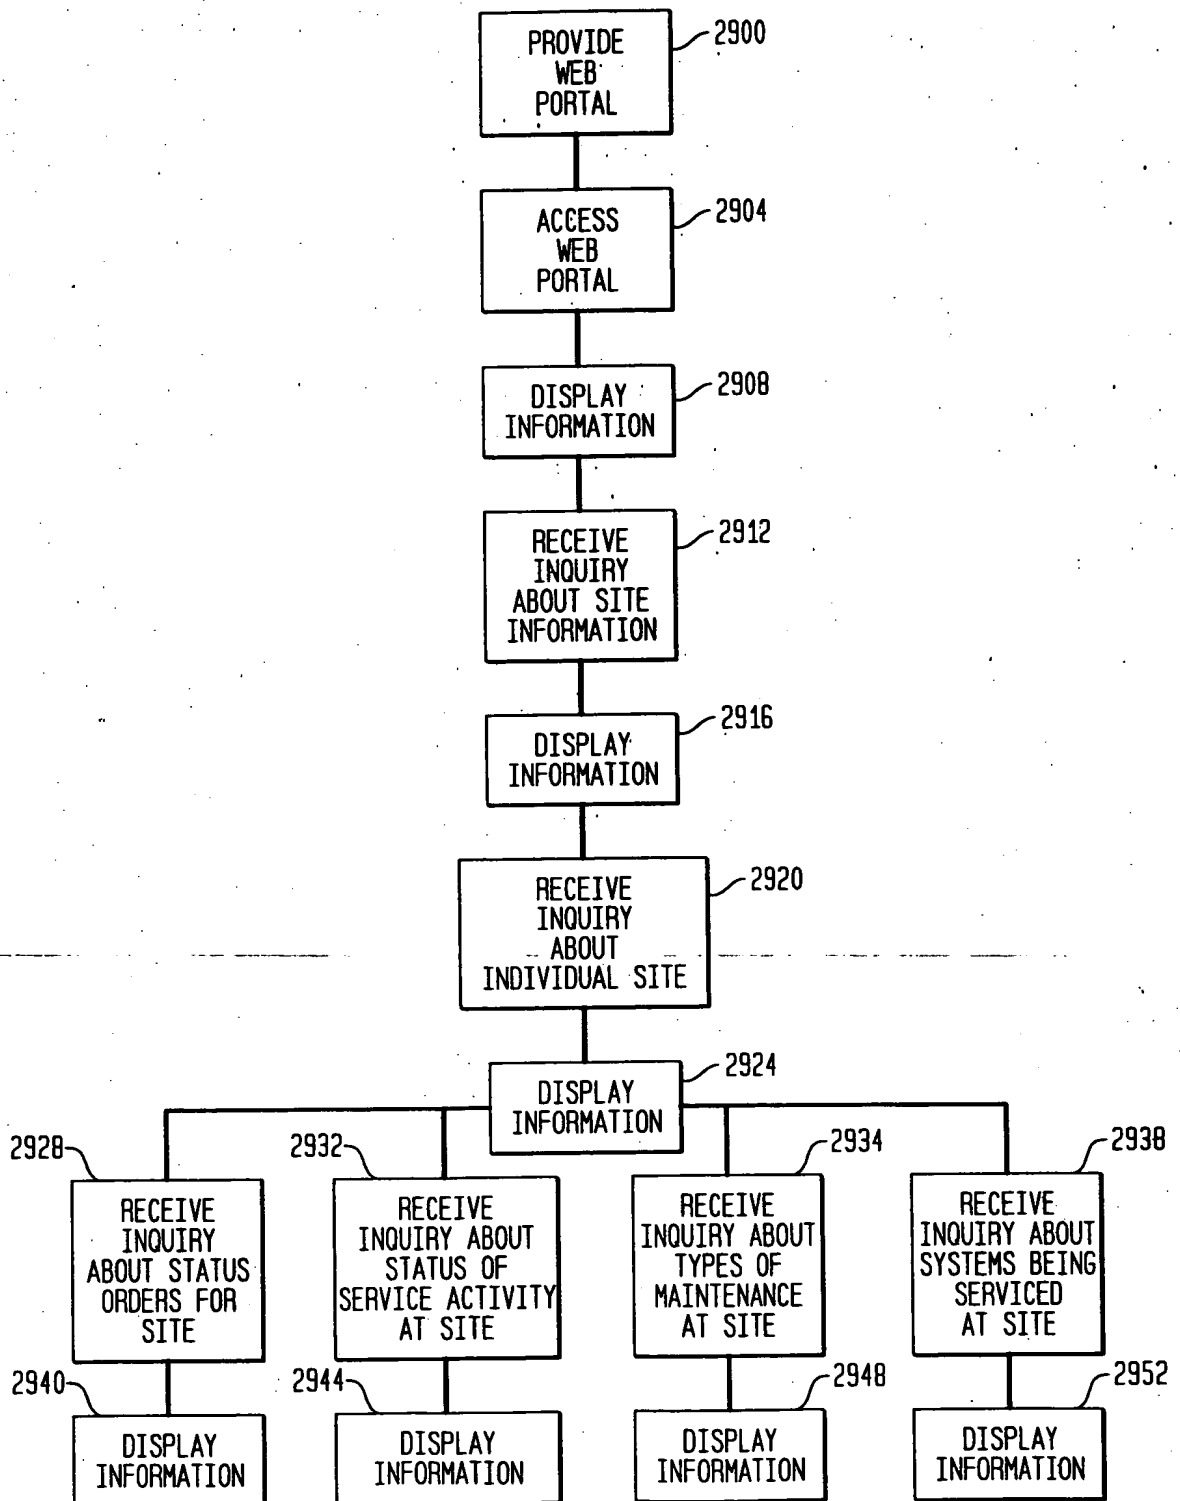 PROVIDE
WEB
PORTAL
2900
ACCESS
WEB
PORTAL
2904
DISPLAY
INFORMATION
2908
RECEIVE
INQUIRY
ABOUT SITE
INFORMATION
2912
DISPLAY
INFORMATION
2916
RECEIVE
INQUIRY
ABOUT
INDIVIDUAL SITE
2920
DISPLAY
INFORMATION
2924
2928
RECEIVE
INQUIRY
ABOUT STATUS
ORDERS FOR
SITE
2932
RECEIVE
INQUIRY ABOUT
STATUS OF
SERVICE ACTIVITY
AT SITE
2934
RECEIVE
INQUIRY ABOUT
TYPES OF
MAINTENANCE
AT SITE
2938
RECEIVE
INQUIRY ABOUT
SYSTEMS BEING
SERVICED
AT SITE
2940
DISPLAY
INFORMATION
2944
DISPLAY
INFORMATION
2948
DISPLAY
INFORMATION
2952
DISPLAY
INFORMATION